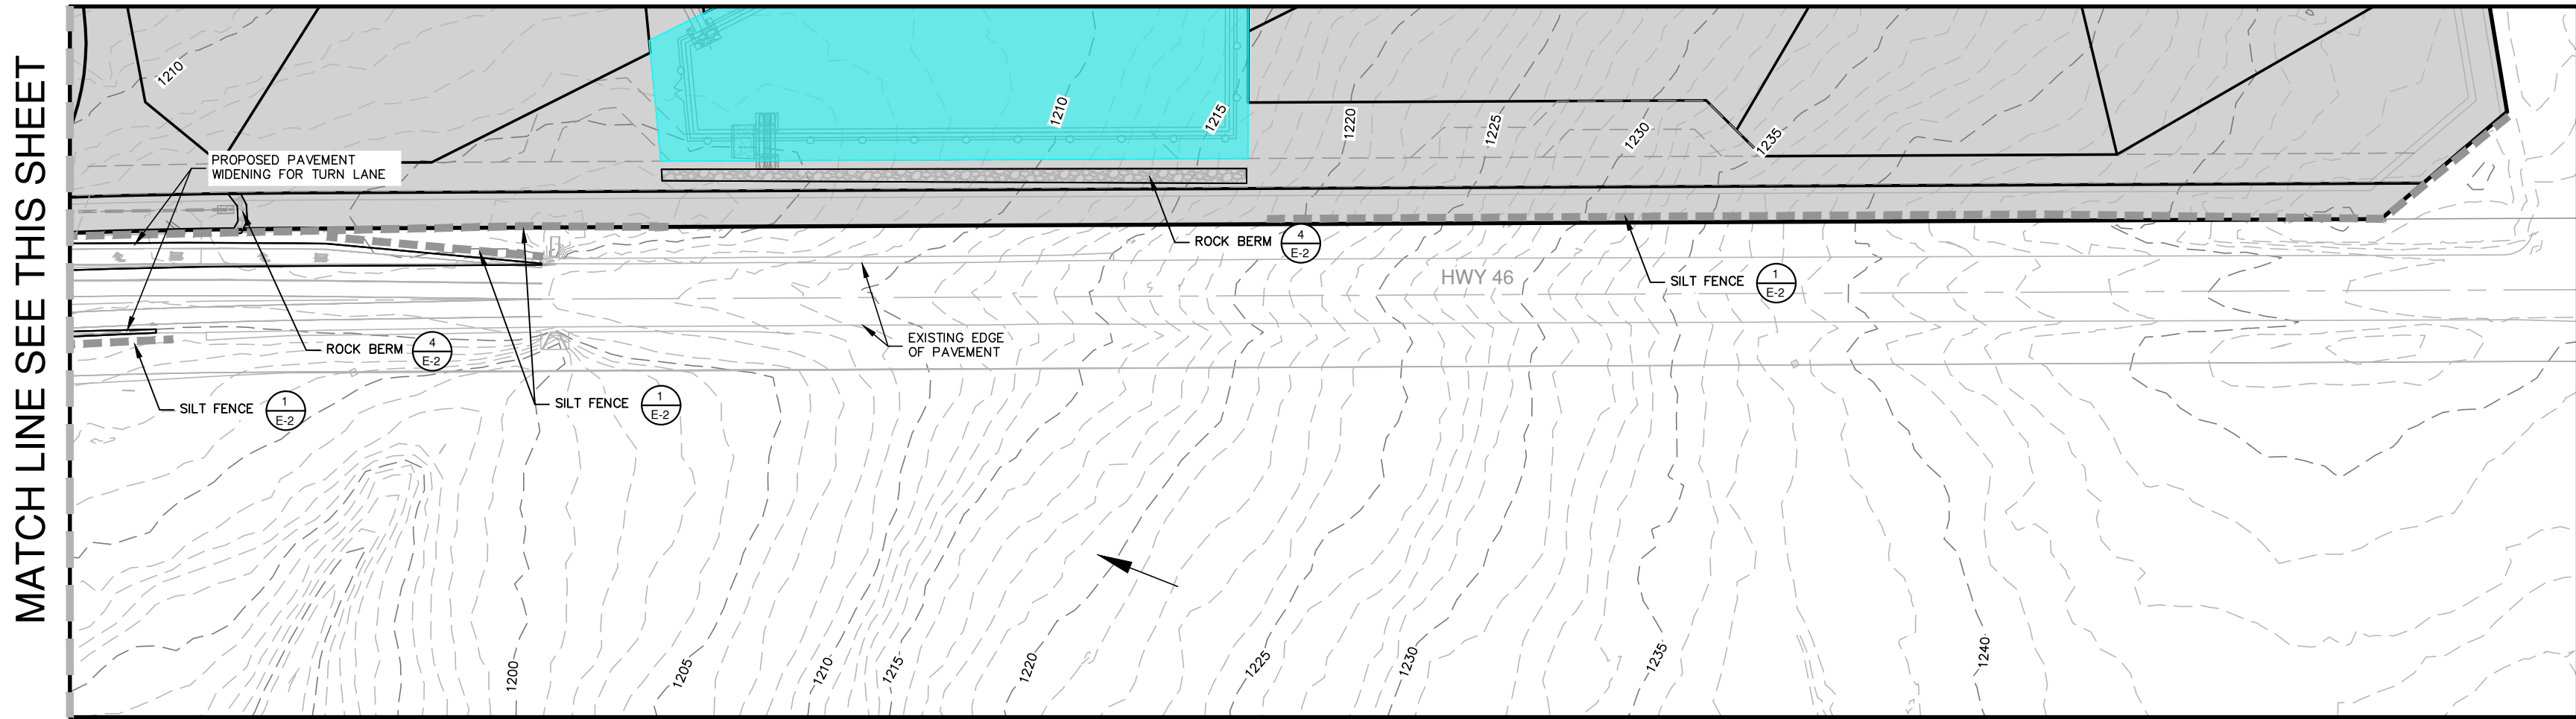 MATCH LINE SEE THIS SHEET
1210
1210
1215
1220
1225
1230
1235
PROPOSED PAVEMENT
WIDENING FOR TURN LANE
ROCK BERM
4
E-2
HWY 46
SILT FENCE
1
E-2
EXISTING EDGE
OF PAVEMENT
ROCK BERM
4
E-2
SILT FENCE
1
E-2
SILT FENCE
1
E-2
1200
1205
1210
1215
1220
1225
1230
1235
1240